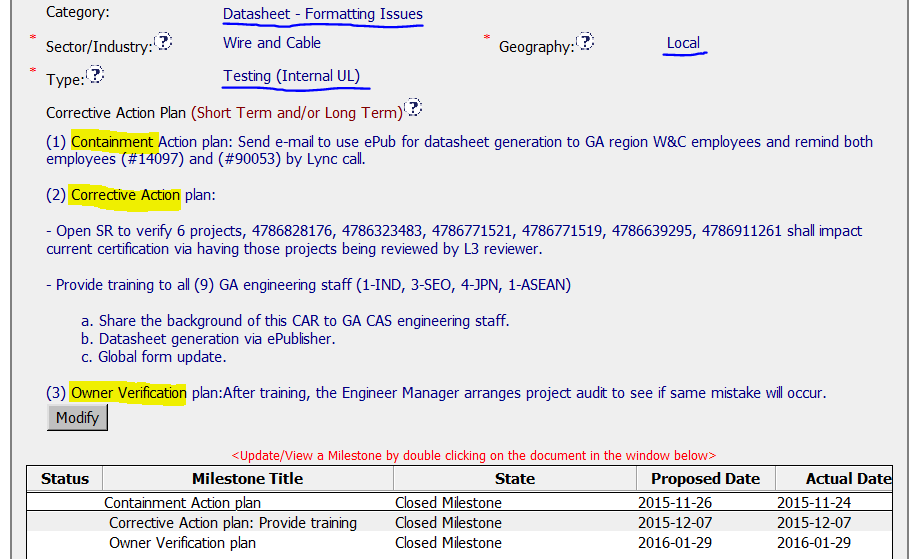 Category: Datasheet - Formatting Issues
* Sector/Industry: ? Wire and Cable * Geography: ? Local
* Type: ? Testing (Internal UL)
Corrective Action Plan (Short Term and/or Long Term) ?
(1) Containment Action plan: Send e-mail to use ePub for datasheet generation to GA region W&C employees and remind both
employees (#14097) and (#90053) by Lync call.
(2) Corrective Action plan:
- Open SR to verify 6 projects, 4786828176, 4786323483, 4786771521, 4786771519, 4786639295, 4786911261 shall impact
current certification via having those projects being reviewed by L3 reviewer.
- Provide training to all (9) GA engineering staff (1-IND, 3-SEO, 4-JPN, 1-ASEAN)
a. Share the background of this CAR to GA CAS engineering staff.
b. Datasheet generation via ePublisher.
c. Global form update.
(3) Owner Verification plan:After training, the Engineer Manager arranges project audit to see if same mistake will occur.
Modify
<Update/View a Milestone by double clicking on the document in the window below>
Status Milestone Title State Proposed Date Actual Date
Containment Action plan Closed Milestone 2015-11-26 2015-11-24
Corrective Action plan: Provide training Closed Milestone 2015-12-07 2015-12-07
Owner Verification plan Closed Milestone 2016-01-29 2016-01-29